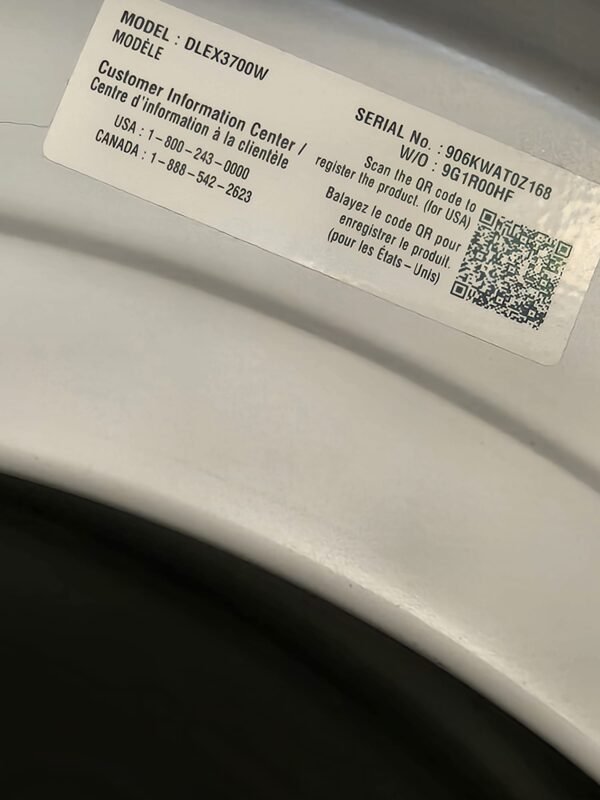 MODEL : DLEX3700W
MODÈLE
Customer Information Center /
Centre d'information à la clientèle
USA : 1-800-243-0000
CANADA : 1-888-542-2623
SERIAL No. : 906KWAT0Z168
W/O : 9G1R00HF
Scan the QR code to
register the product. (for USA)
Balayez le code QR pour
enregistrer le produit.
(pour les États-Unis)